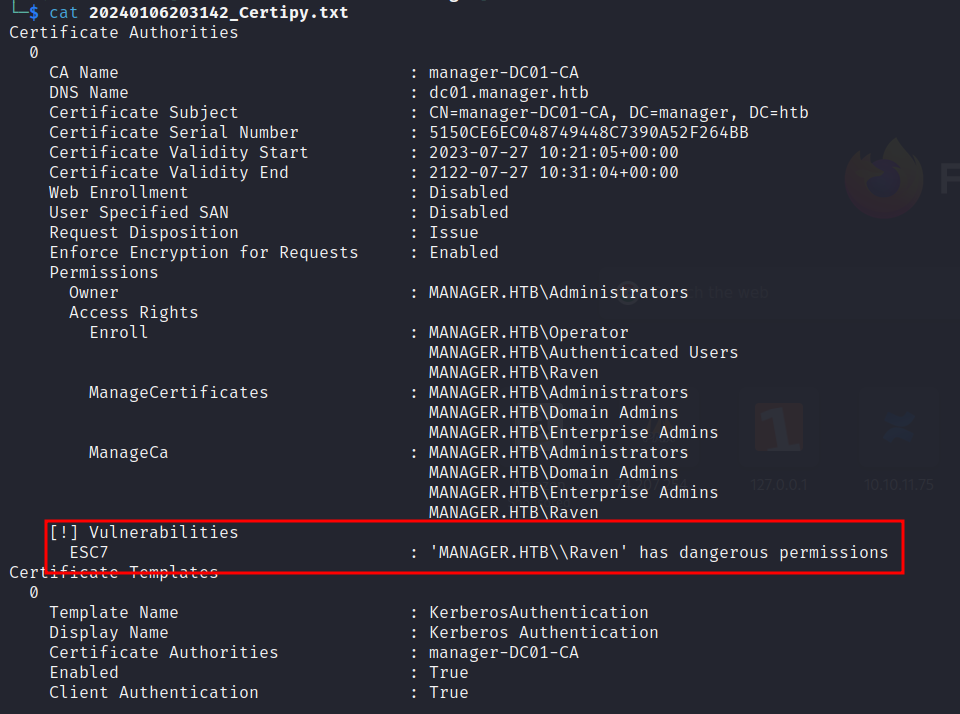 └─$ cat 20240106203142_Certipy.txt
Certificate Authorities
0
CA Name : manager-DC01-CA
DNS Name : dc01.manager.htb
Certificate Subject : CN=manager-DC01-CA, DC=manager, DC=htb
Certificate Serial Number : 5150CE6EC048749448C7390A52F264BB
Certificate Validity Start : 2023-07-27 10:21:05+00:00
Certificate Validity End : 2122-07-27 10:31:04+00:00
Web Enrollment : Disabled
User Specified SAN : Disabled
Request Disposition : Issue
Enforce Encryption for Requests : Enabled
Permissions
Owner : MANAGER.HTB\Administrators
Access Rights
Enroll : MANAGER.HTB\Operator
MANAGER.HTB\Authenticated Users
MANAGER.HTB\Raven
ManageCertificates : MANAGER.HTB\Administrators
MANAGER.HTB\Domain Admins
MANAGER.HTB\Enterprise Admins
ManageCa : MANAGER.HTB\Administrators
MANAGER.HTB\Domain Admins
MANAGER.HTB\Enterprise Admins
MANAGER.HTB\Raven
[!] Vulnerabilities
ESC7 : 'MANAGER.HTB\\Raven' has dangerous permissions
Certificate Templates
0
Template Name : KerberosAuthentication
Display Name : Kerberos Authentication
Certificate Authorities : manager-DC01-CA
Enabled : True
Client Authentication : True
127.0.0.1
10.10.11.75